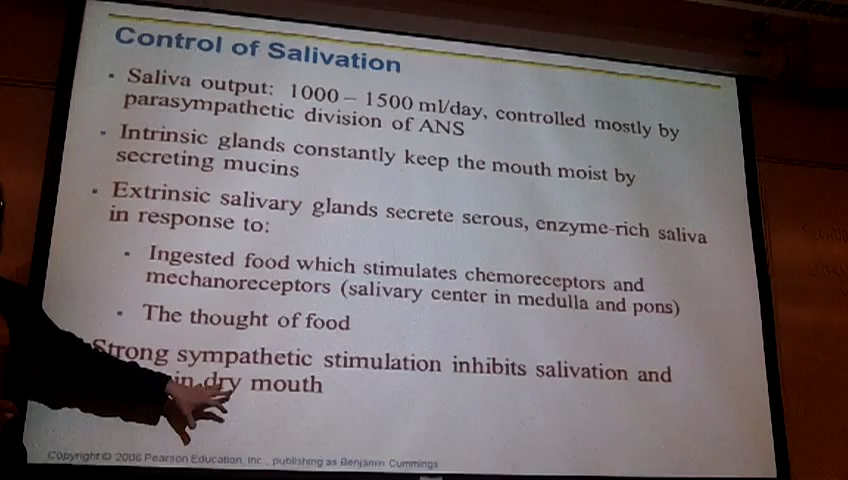 Control of Salivation
• Saliva output: 1000 – 1500 ml/day, controlled mostly by
parasympathetic division of ANS
• Intrinsic glands constantly keep the mouth moist by
secreting mucins
• Extrinsic salivary glands secrete serous, enzyme-rich saliva
in response to:
• Ingested food which stimulates chemoreceptors and
mechanoreceptors (salivary center in medulla and pons)
• The thought of food
Strong sympathetic stimulation inhibits salivation and
in dry mouth
Copyright © 2006 Pearson Education, Inc., publishing as Benjamin Cummings